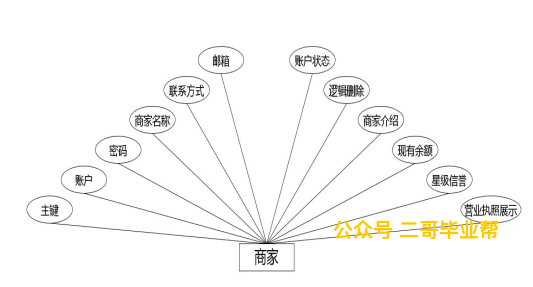 邮箱
账户状态
联系方式
逻辑删除
商家名称
商家介绍
密码
现有余额
账户
星级信誉
主键
营业执照展示
公众号 二哥毕业帮
商家